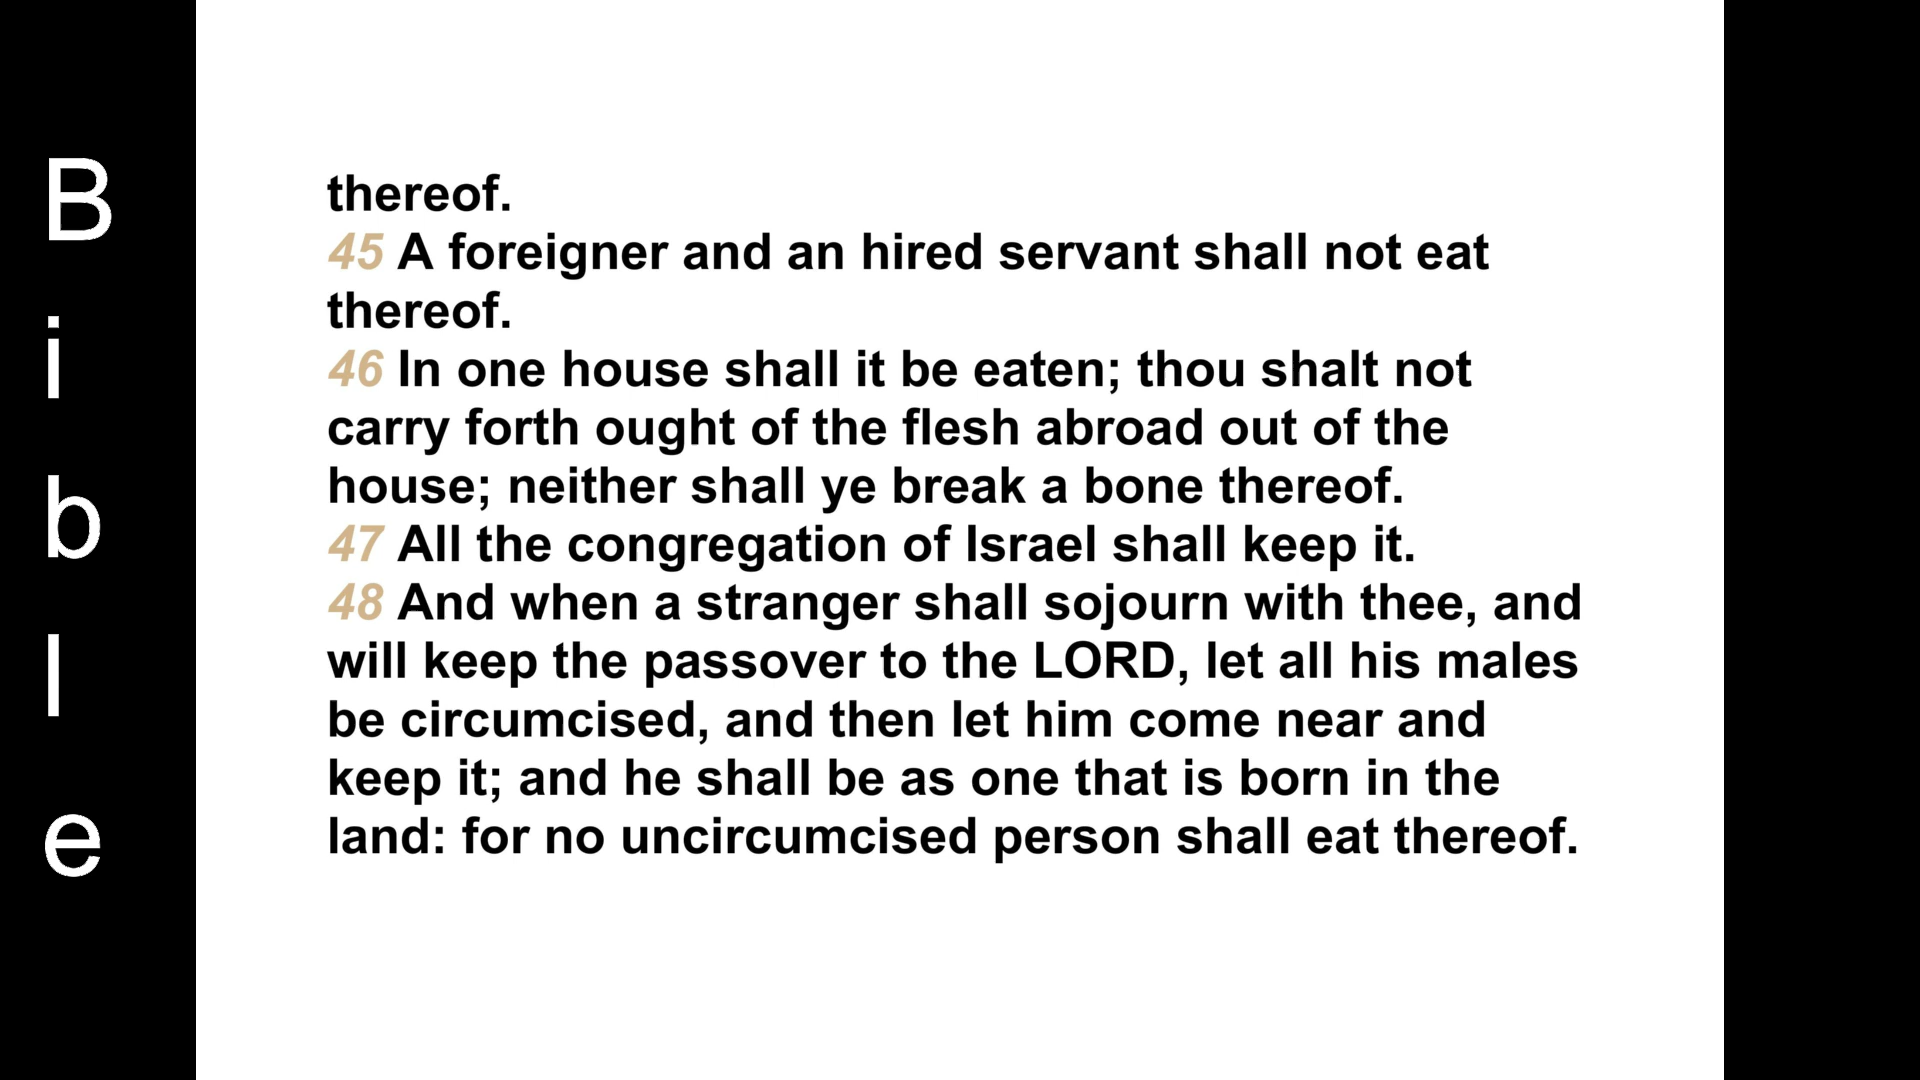 Bible
thereof.
45 A foreigner and an hired servant shall not eat
thereof.
46 In one house shall it be eaten; thou shalt not
carry forth ought of the flesh abroad out of the
house; neither shall ye break a bone thereof.
47 All the congregation of Israel shall keep it.
48 And when a stranger shall sojourn with thee, and
will keep the passover to the LORD, let all his males
be circumcised, and then let him come near and
keep it; and he shall be as one that is born in the
land: for no uncircumcised person shall eat thereof.